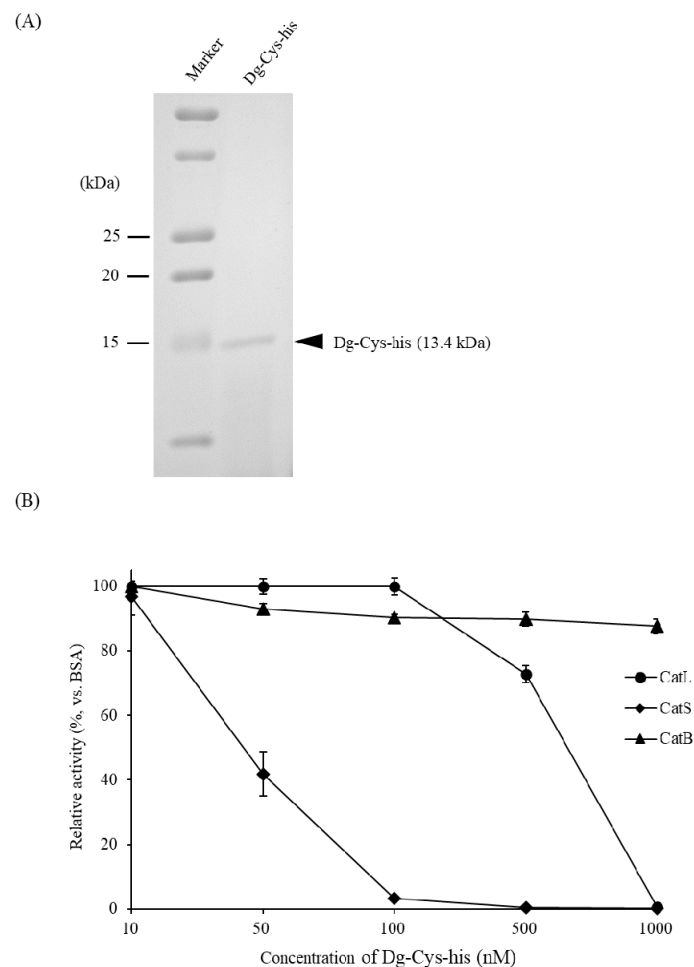 (A)
Marker
Dg-Cys-his
(kDa)
25
20
15
Dg-Cys-his (13.4 kDa)
(B)
100
80
60
40
20
0
Relative activity (%, vs. BSA)
CatL
CatS
CatB
10 50 100 500 1000
Concentration of Dg-Cys-his (nM)